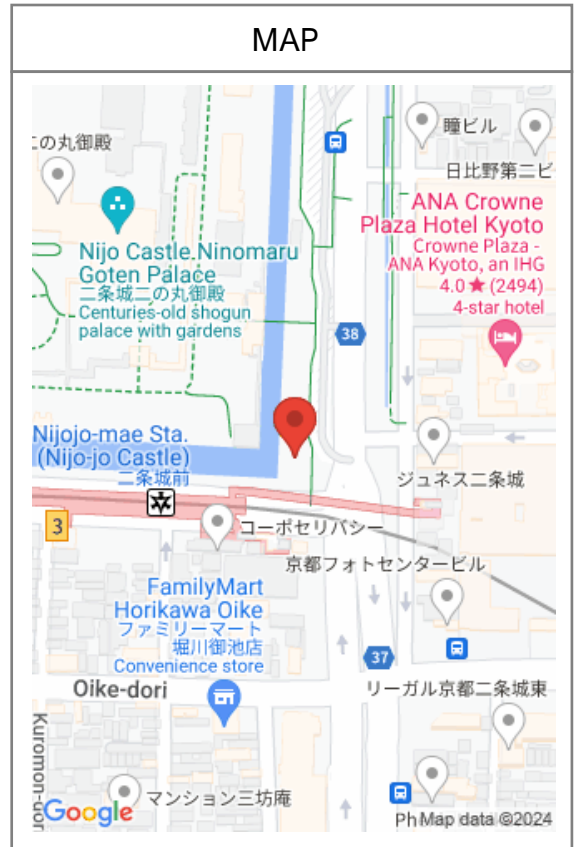 MAP
二の丸御殿
瞳ビル
日比野第二ビ
ANA Crowne
Plaza Hotel Kyoto
Crowne Plaza -
ANA Kyoto, an IHG
4.0★(2494)
4-star hotel
Nijo Castle Ninomaru
Goten Palace
二条城二の丸御殿
Centuries-old shogun
palace with gardens
38
Nijojo-mae Sta.
(Nijo-jo Castle)
二条城前
ジュネス二条城
3
コーポセリバシー
京都フォトセンタービル
FamilyMart
Horikawa Oike
ファミリーマート
堀川御池店
Convenience store
37
Oike-dori
リーガル京都二条城東
Kuromon-dori
マンション三坊庵
Google
Ph Map data ©2024